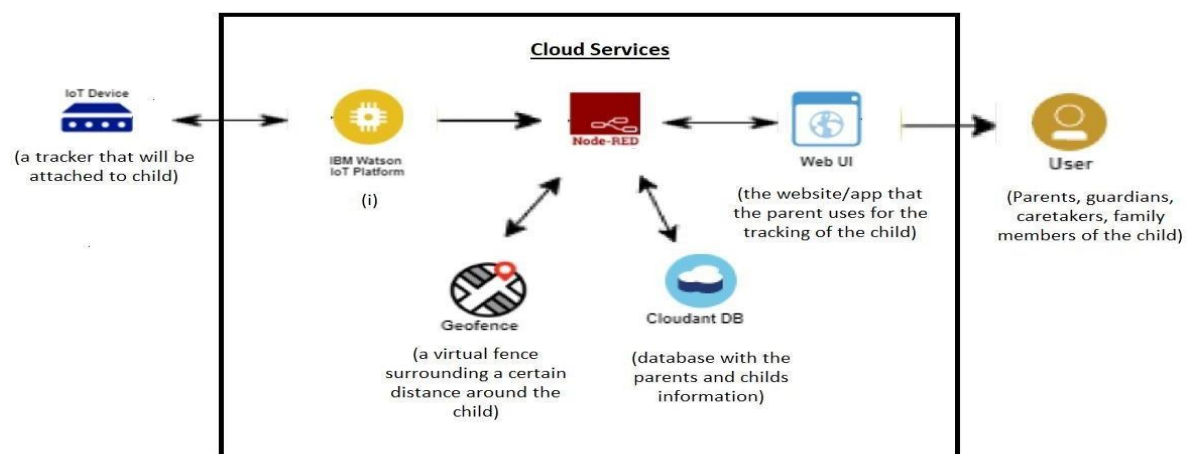 Cloud Services
IoT Device
(a tracker that will be
attached to child)
IBM Watson
IoT Platform
(i)
Node-RED
Web UI
(the website/app that
the parent uses for the
tracking of the child)
User
(Parents, guardians,
caretakers, family
members of the child)
Geofence
(a virtual fence
surrounding a certain
distance around the
child)
Cloudant DB
(database with the
parents and childs
information)